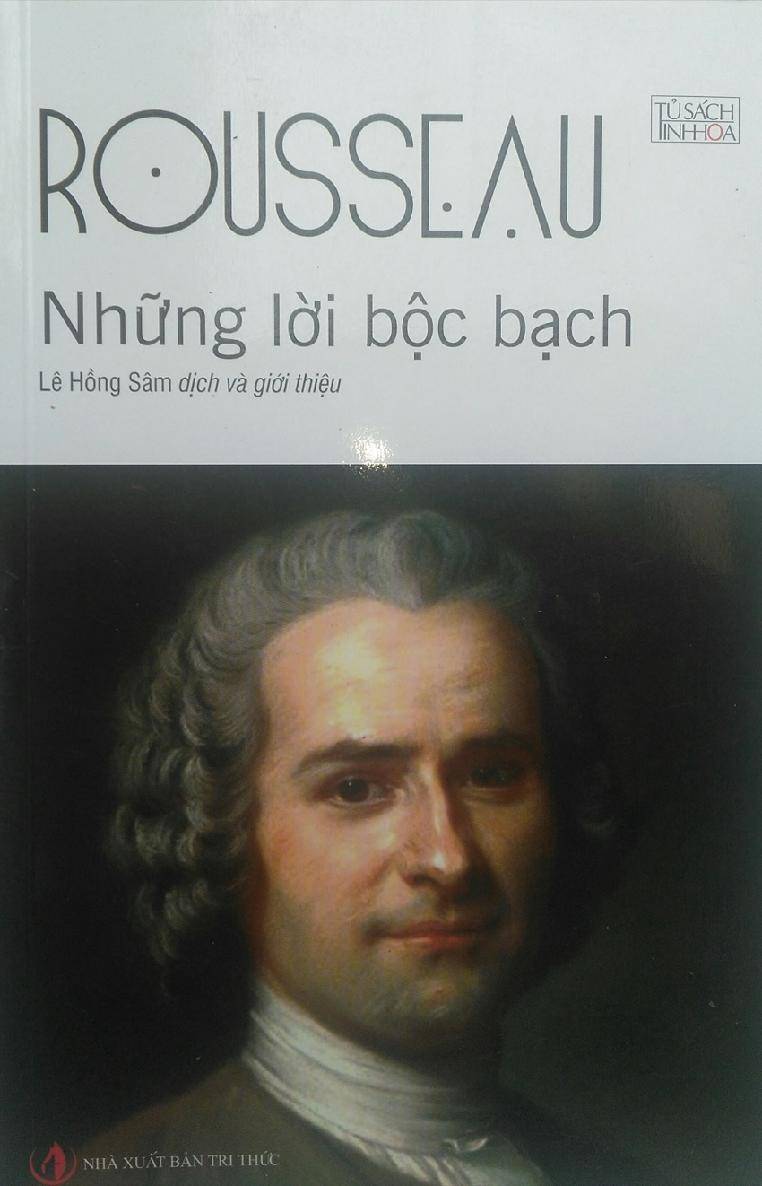 ROUSSEAU
TỦ SÁCH
TINH HOA
Những lời bộc bạch
Lê Hồng Sâm dịch và giới thiệu
NHÀ XUẤT BẢN TRI THỨC